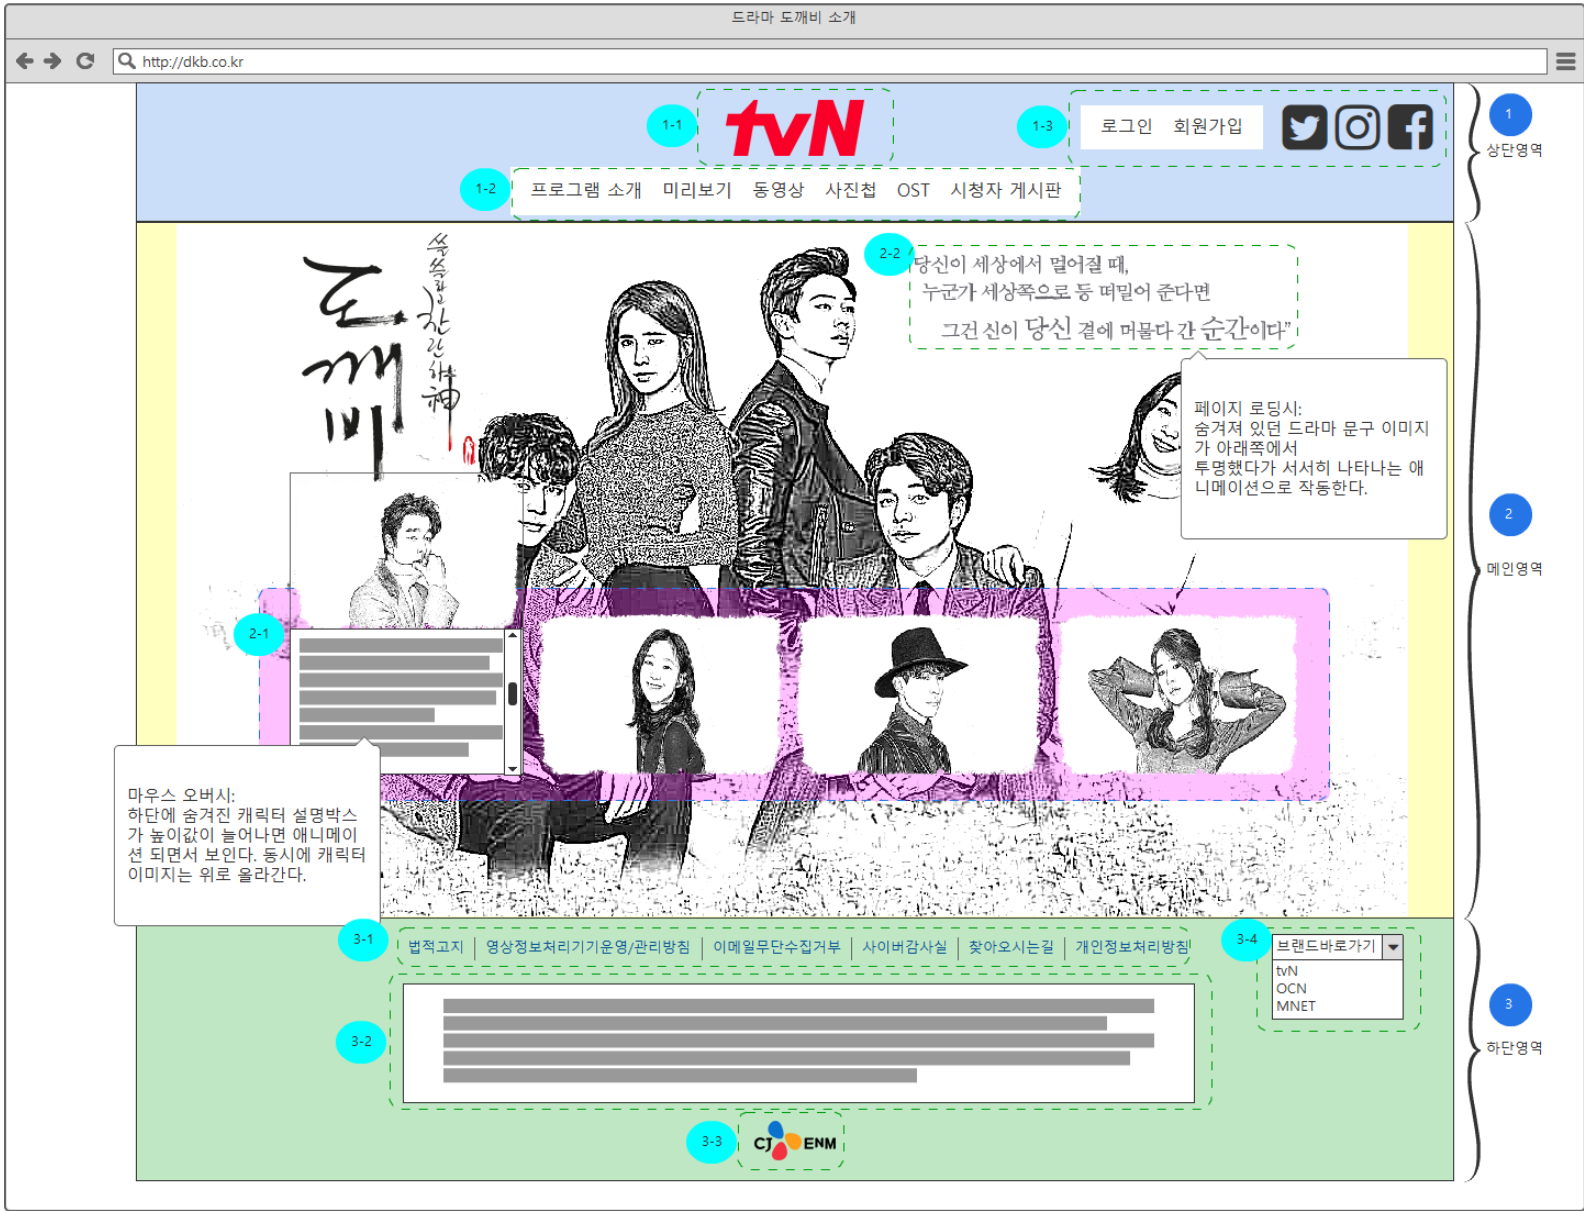 드라마 도깨비 소개
http://dkb.co.kr
1-1
tvN
1-3
로그인 회원가입
1
상단영역
1-2
프로그램 소개 미리보기 동영상 사진첩 OST 시청자 게시판
도깨비
쓸쓸하고 찬란하神
2-2
당신이 세상에서 멀어질 때,
누군가 세상쪽으로 등 떠밀어 준다면
그건 신이 당신 곁에 머물다 간 순간이다”
페이지 로딩시:
숨겨져 있던 드라마 문구 이미지
가 아래쪽에서
투명했다가 서서히 나타나는 애
니메이션으로 작동한다.
2
메인영역
2-1
마우스 오버시:
하단에 숨겨진 캐릭터 설명박스
가 높이값이 늘어나면 애니메이
션 되면서 보인다. 동시에 캐릭터
이미지는 위로 올라간다.
3-1
법적고지 | 영상정보처리기기운영/관리방침 | 이메일무단수집거부 | 사이버감사실 | 찾아오시는길 | 개인정보처리방침
3-4
브랜드바로가기
tvN
OCN
MNET
3
하단영역
3-2
3-3
CJ ENM